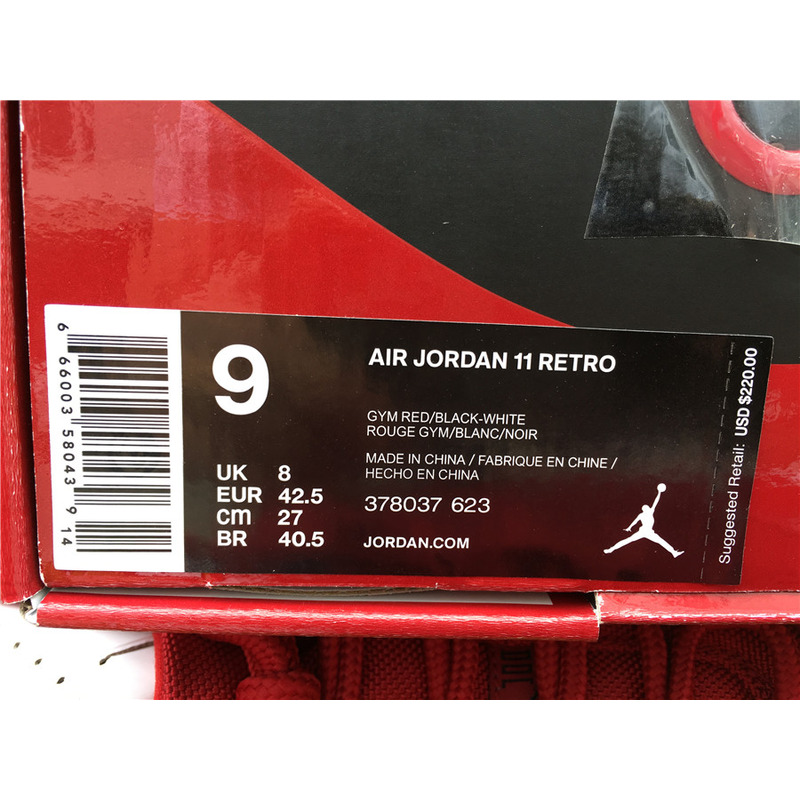 9
AIR JORDAN 11 RETRO
GYM RED/BLACK-WHITE
ROUGE GYM/BLANC/NOIR
MADE IN CHINA / FABRIQUE EN CHINE /
HECHO EN CHINA
378037 623
JORDAN.COM
UK 8
EUR 42.5
cm 27
BR 40.5
6 66003 58043 9 14
Suggested Retail: USD $220.00